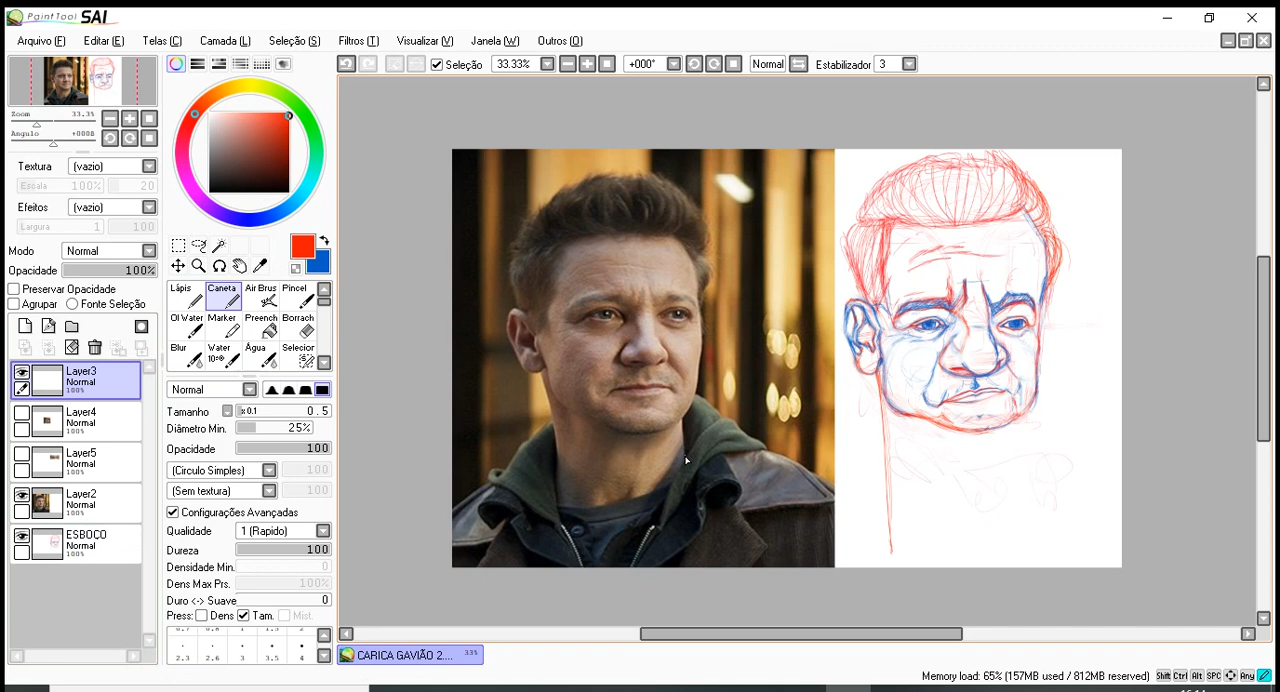 PaintTool SAI
Arquivo (F) Editar (E) Telas (C) Camada (L) Seleção (S) Filtros (T) Visualizar (V) Janela (W) Outros (O)
Seleção 33.33% +000° Normal Estabilizador 3
Zoom 33.3%
Angulo +000B
Textura (vazio)
Escala 100% 20
Efeitos (vazio)
Largura 1 100
Modo Normal
Opacidade 100%
Preservar Opacidade
Agrupar Fonte Seleção
Layer3
Normal
100%
Layer4
Normal
100%
Layer5
Normal
100%
Layer2
Normal
100%
ESBOÇO
Normal
100%
Lápis Caneta Air Brus Pincel
Ol Water Marker Preench Borrach
Blur Water Água Selecior
10+®
Normal
Tamanho x 0.1 0.5
Diâmetro Min. 25%
Opacidade 100
(Circulo Simples) 100
(Sem textura) 100
Configurações Avançadas
Qualidade 1 (Rapido)
Dureza 100
Densidade Min. 0
Dens Max Prs. 100%
Duro <-> Suave 0
Press: Dens Tam. Mist.
2.3 2.6 3 3.5 4
CARICA GAVIÃO 2.... 33%
Memory load: 65% (157MB used / 812MB reserved) Shift Ctrl Alt SPC Any